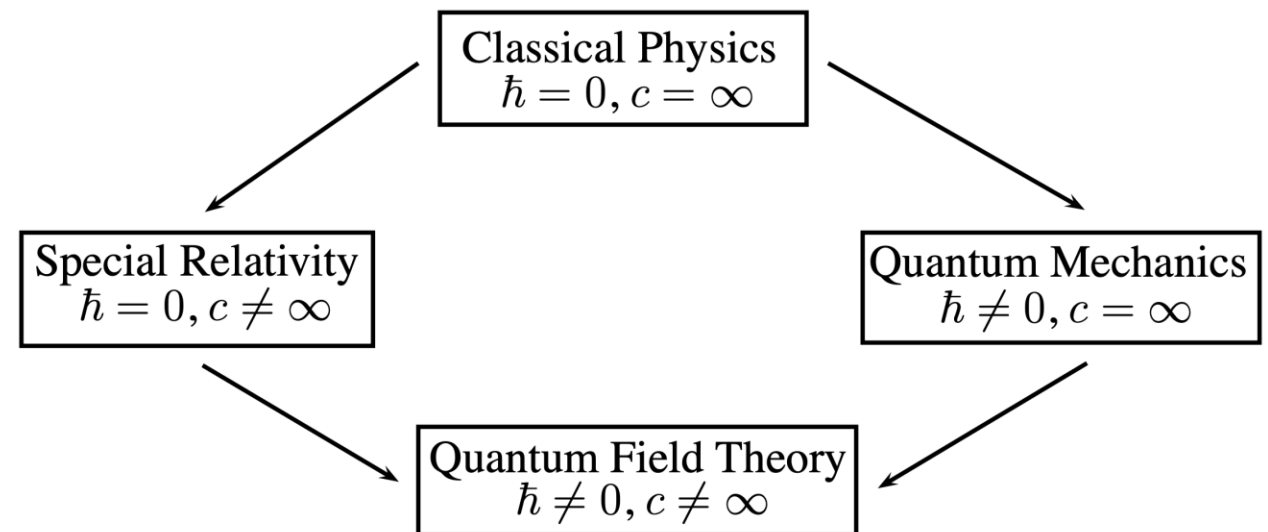 Classical Physics
ℏ = 0, c = ∞
Special Relativity
ℏ = 0, c ≠ ∞
Quantum Mechanics
ℏ ≠ 0, c = ∞
Quantum Field Theory
ℏ ≠ 0, c ≠ ∞